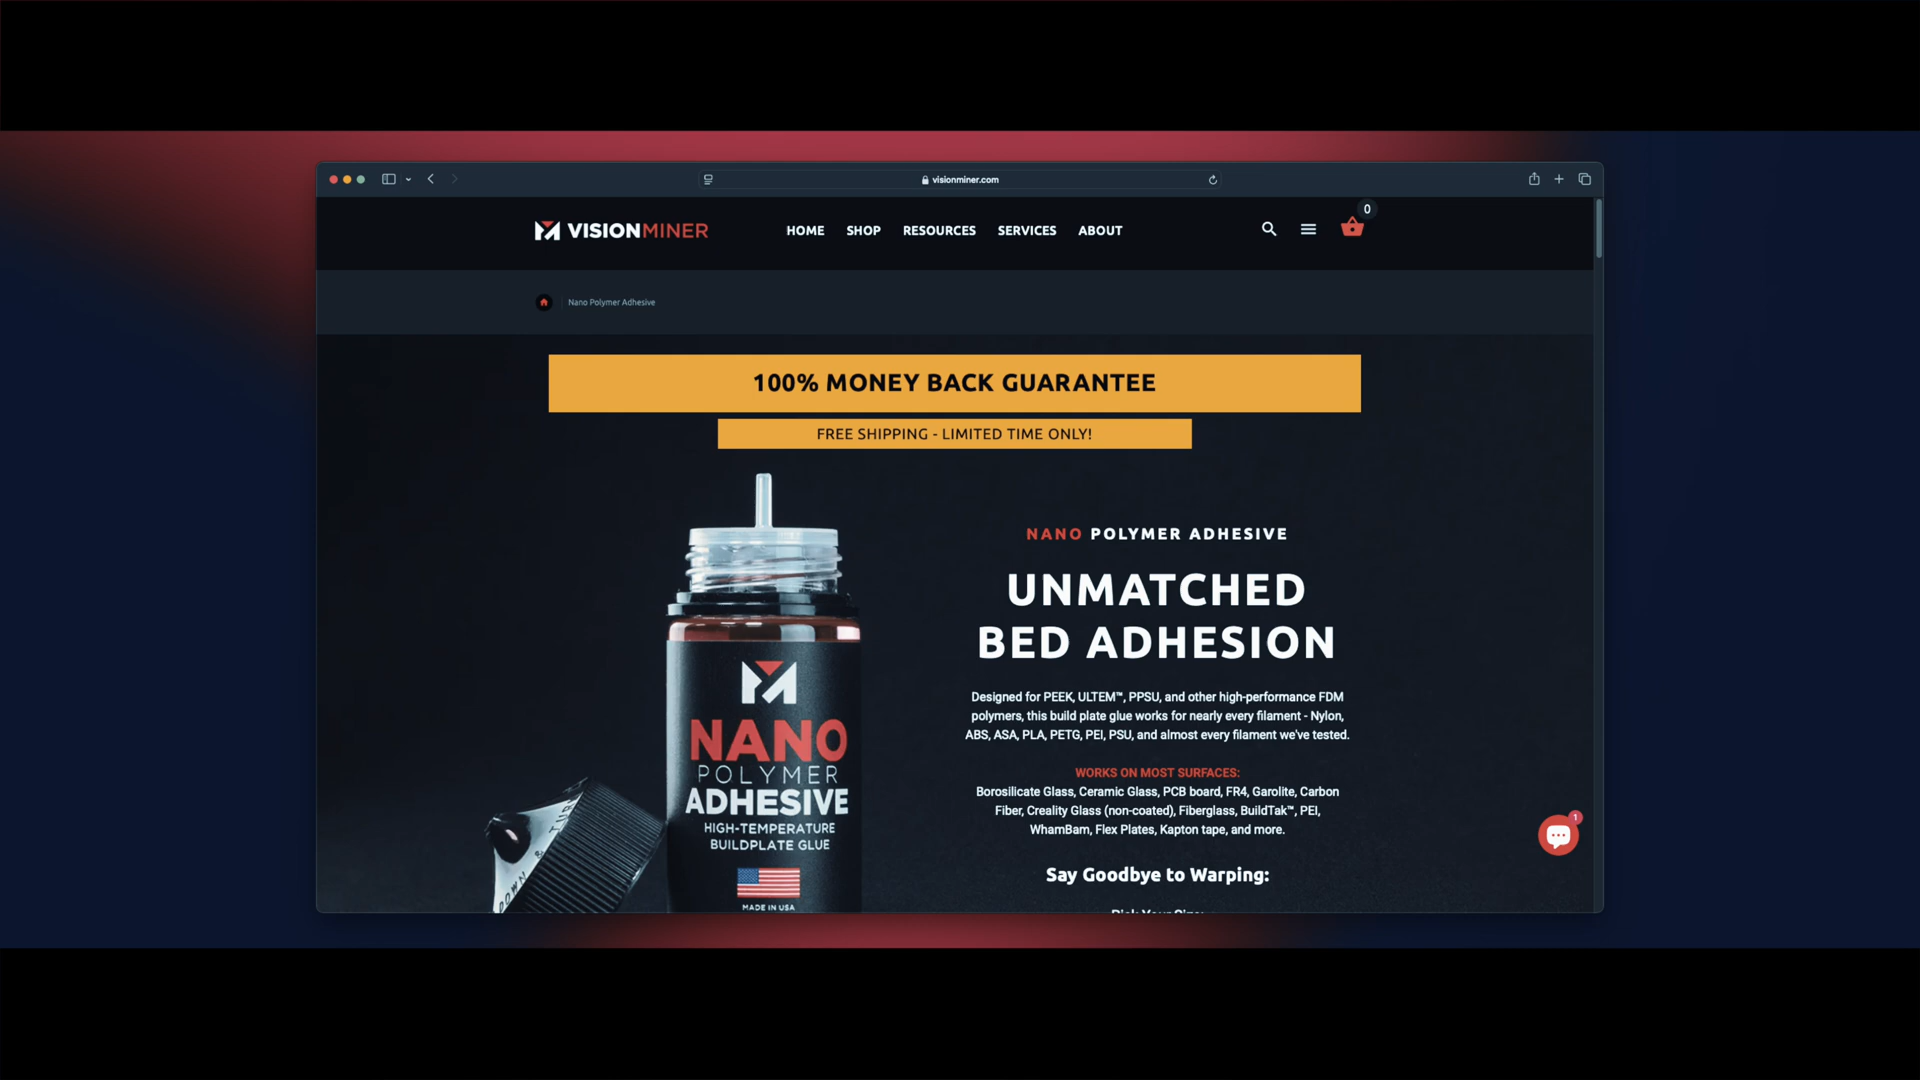 visionminer.com
0
VISIONMINER
HOME SHOP RESOURCES SERVICES ABOUT
Nano Polymer Adhesive
100% MONEY BACK GUARANTEE
FREE SHIPPING - LIMITED TIME ONLY!
NANO POLYMER ADHESIVE
UNMATCHED
BED ADHESION
Designed for PEEK, ULTEM™, PPSU, and other high-performance FDM
polymers, this build plate glue works for nearly every filament - Nylon,
ABS, ASA, PLA, PETG, PEI, PSU, and almost every filament we've tested.
WORKS ON MOST SURFACES:
Borosilicate Glass, Ceramic Glass, PCB board, FR4, Garolite, Carbon
Fiber, Creality Glass (non-coated), Fiberglass, BuildTak™, PEI,
WhamBam, Flex Plates, Kapton tape, and more.
Say Goodbye to Warping:
NANO
POLYMER
ADHESIVE
HIGH-TEMPERATURE
BUILDPLATE GLUE
MADE IN USA
DOWN &
1